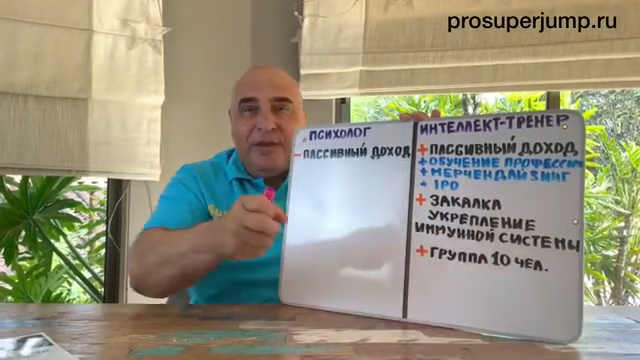 prosuperjump.ru
ПСИХОЛОГ
- ПАССИВНЫЙ ДОХОД
ИНТЕЛЛЕКТ-ТРЕНЕР
+ ПАССИВНЫЙ ДОХОД
+ ОБУЧЕНИЕ ПРОФЕССИИ
+ МЕРЧЕНДАЙЗИНГ
+ IPO
+ ЗАКАЛКА
УКРЕПЛЕНИЕ
ИММУННОЙ СИСТЕМЫ
+ ГРУППА 10 ЧЕЛ.